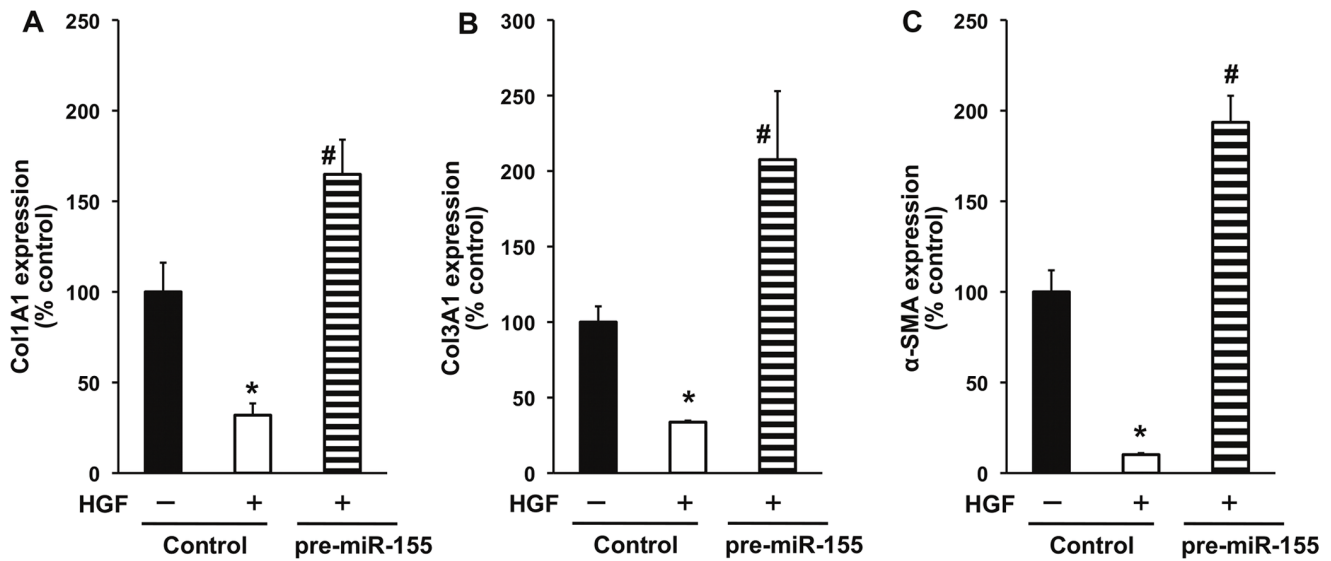 A
250
200
150
100
50
0
Col1A1 expression
(% control)
#
*
HGF − + +
Control pre-miR-155
B
300
250
200
150
100
50
0
Col3A1 expression
(% control)
#
*
HGF − + +
Control pre-miR-155
C
250
200
150
100
50
0
α-SMA expression
(% control)
#
*
HGF − + +
Control pre-miR-155